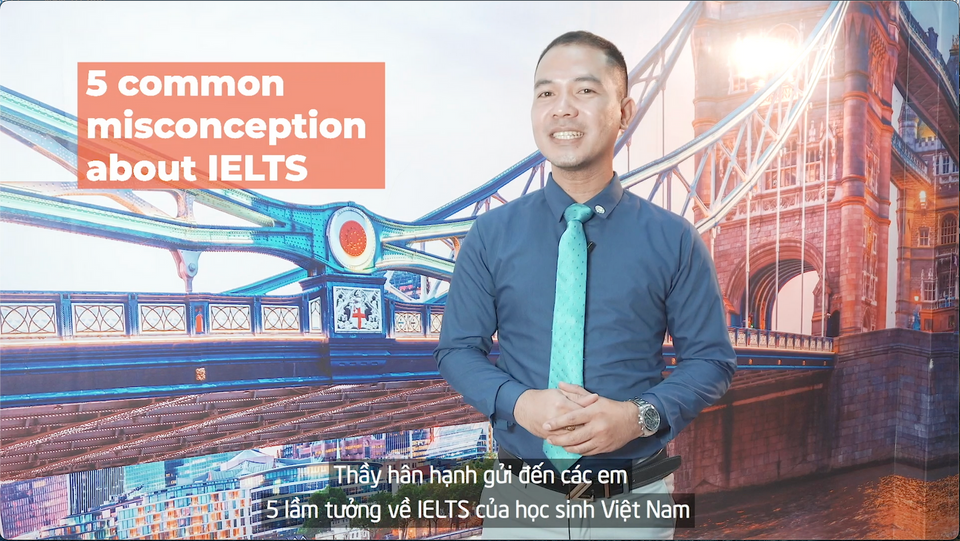 5 common
misconception
about IELTS
Thầy hân hạnh gửi đến các em
5 lầm tưởng về IELTS của học sinh Việt Nam